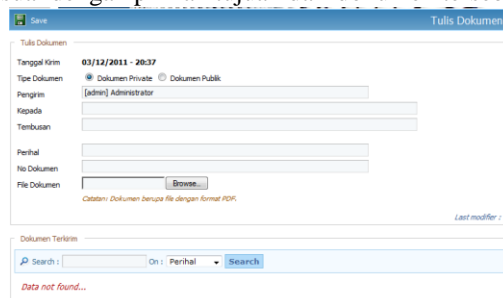 Save Tulis Dokumen
Tulis Dokumen
Tanggal Kirim 03/12/2011 - 20:37
Tipe Dokumen Dokumen Private Dokumen Publik
Pengirim [admin] Administrator
Kepada
Tembusan
Perihal
No Dokumen
File Dokumen Browse..
Catatan : Dokumen berupa file dengan format PDF.
Last modifier :
Dokumen Terkirim
Search : On : Perihal Search
Data not found...